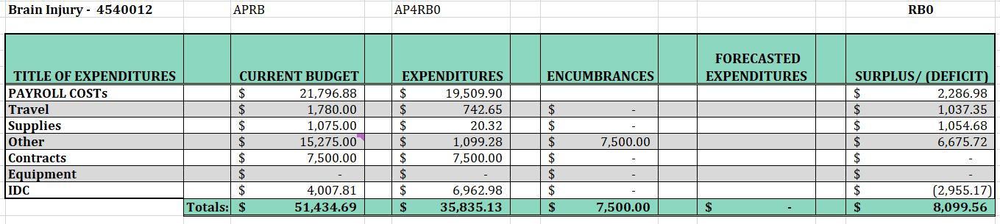 Brain Injury - 4540012 APRB AP4RB0 RB0
FORECASTED
TITLE OF EXPENDITURES CURRENT BUDGET EXPENDITURES ENCUMBRANCES EXPENDITURES SURPLUS/ (DEFICIT)
PAYROLL COSTs $ 21,796.88 $ 19,509.90 $ 2,286.98
Travel $ 1,780.00 $ 742.65 $ - $ 1,037.35
Supplies $ 1,075.00 $ 20.32 $ - $ 1,054.68
Other $ 15,275.00 $ 1,099.28 $ 7,500.00 $ 6,675.72
Contracts $ 7,500.00 $ 7,500.00 $ - $ -
Equipment $ - $ - $ - $ -
IDC $ 4,007.81 $ 6,962.98 $ - $ (2,955.17)
Totals: $ 51,434.69 $ 35,835.13 $ 7,500.00 $ - $ 8,099.56